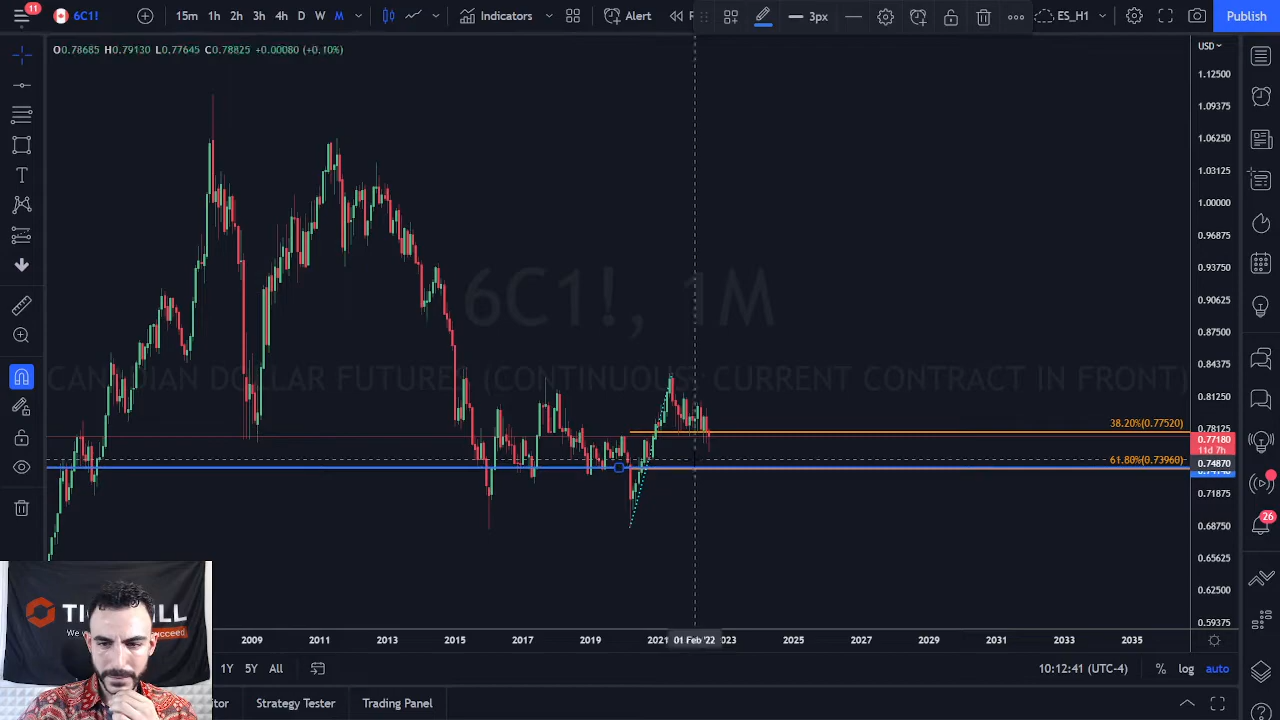 11
6C1!
15m 1h 2h 3h 4h D W M
Indicators
Alert
3px
ES_H1
Publish
O0.78685 H0.79130 L0.77645 C0.78825 +0.00080 (+0.10%)
USD
1.12500
1.09375
1.06250
1.03125
1.00000
0.96875
0.93750
0.90625
0.87500
0.84375
0.81250
0.78125
0.77180
11d 7h
0.74870
0.71875
0.68750
0.65625
0.62500
0.59375
6C1!, 1M
CANADIAN DOLLAR FUTURES (CONTINUOUS: CURRENT CONTRACT IN FRONT)
38.20%(0.77520)
61.80%(0.73960)
26
2009 2011 2013 2015 2017 2019 2021 01 Feb '22 023 2025 2027 2029 2031 2033 2035
1Y 5Y All
10:12:41 (UTC-4)
% log auto
Strategy Tester
Trading Panel